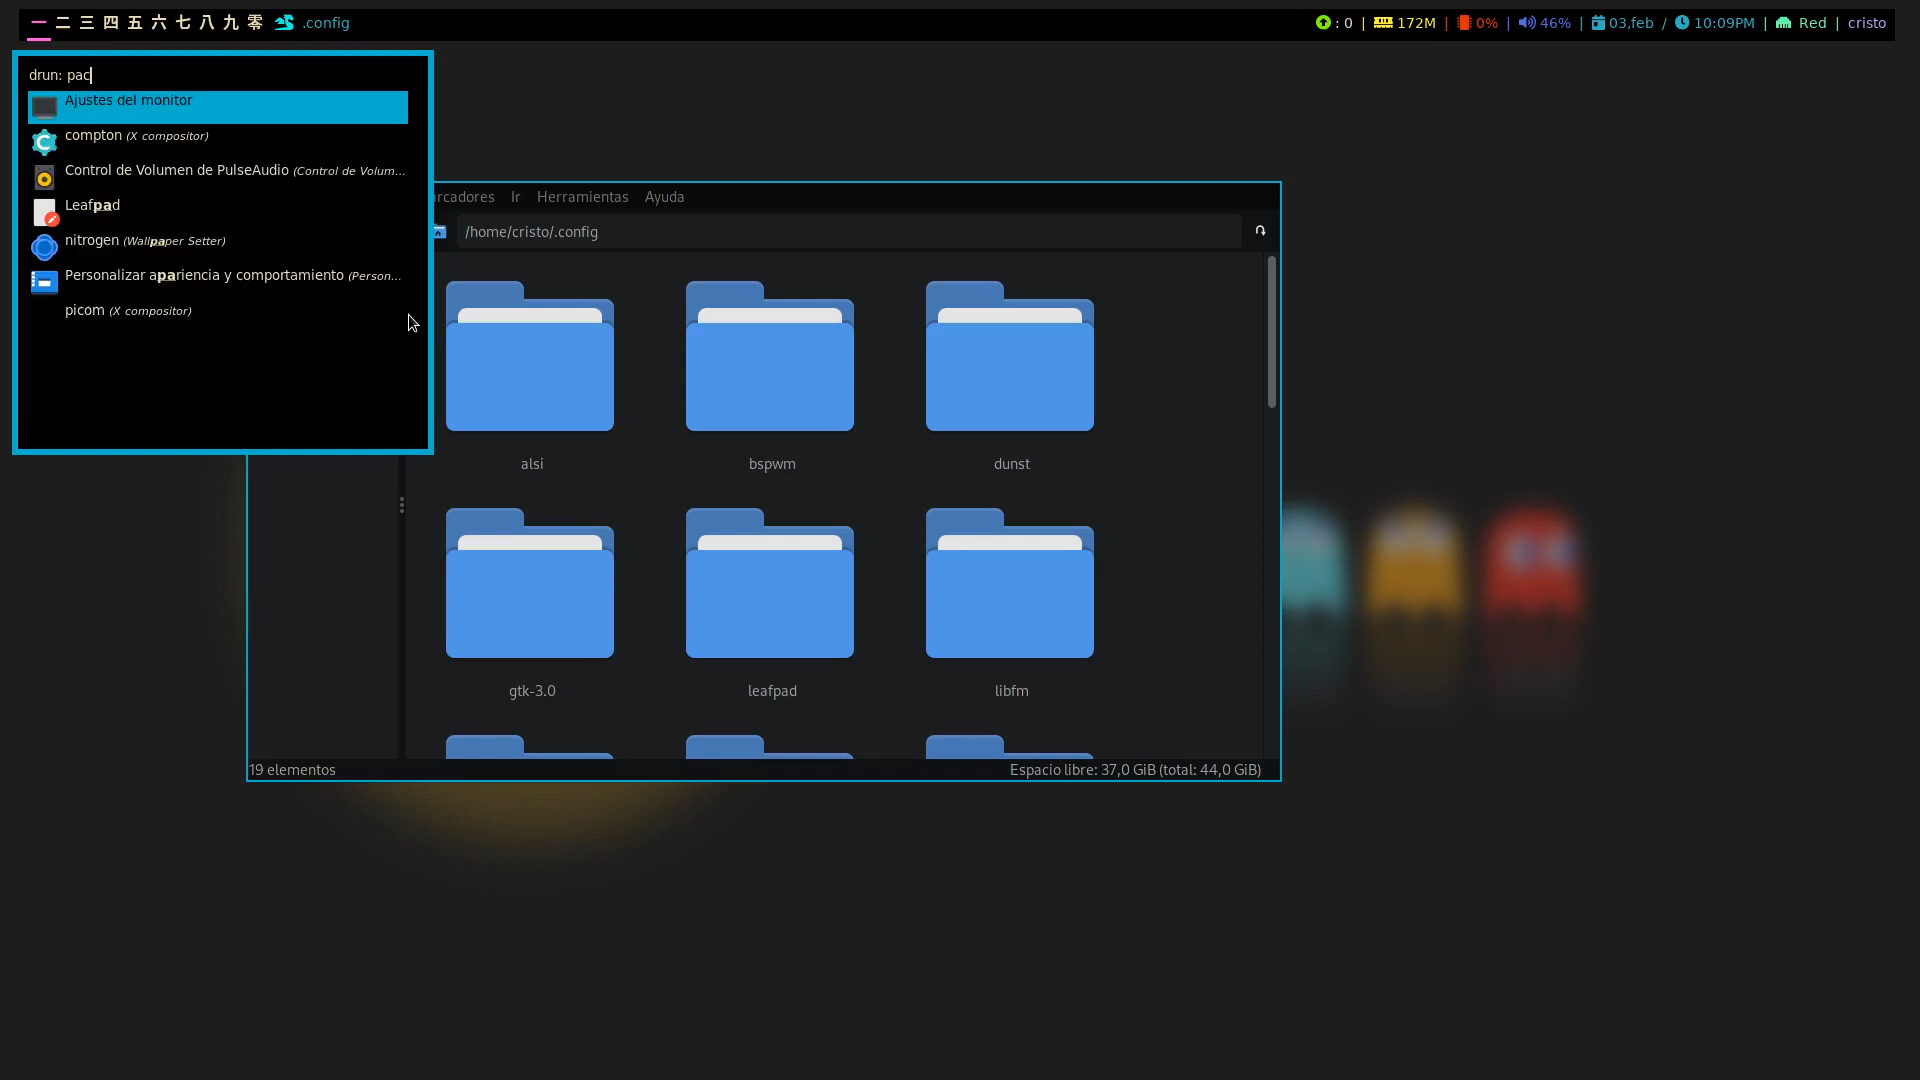 一 二 三 四 五 六 七 八 九 零 .config
: 0 | 172M | 0% | 46% | 03,feb / 10:09PM | Red | cristo
drun: pac
Ajustes del monitor
compton (X compositor)
Control de Volumen de PulseAudio (Control de Volum...
Leafpad
nitrogen (Wallpaper Setter)
Personalizar apariencia y comportamiento (Person...
picom (X compositor)
rcadores Ir Herramientas Ayuda
/home/cristo/.config
alsi bspwm dunst
gtk-3.0 leafpad libfm
19 elementos Espacio libre: 37,0 GiB (total: 44,0 GiB)